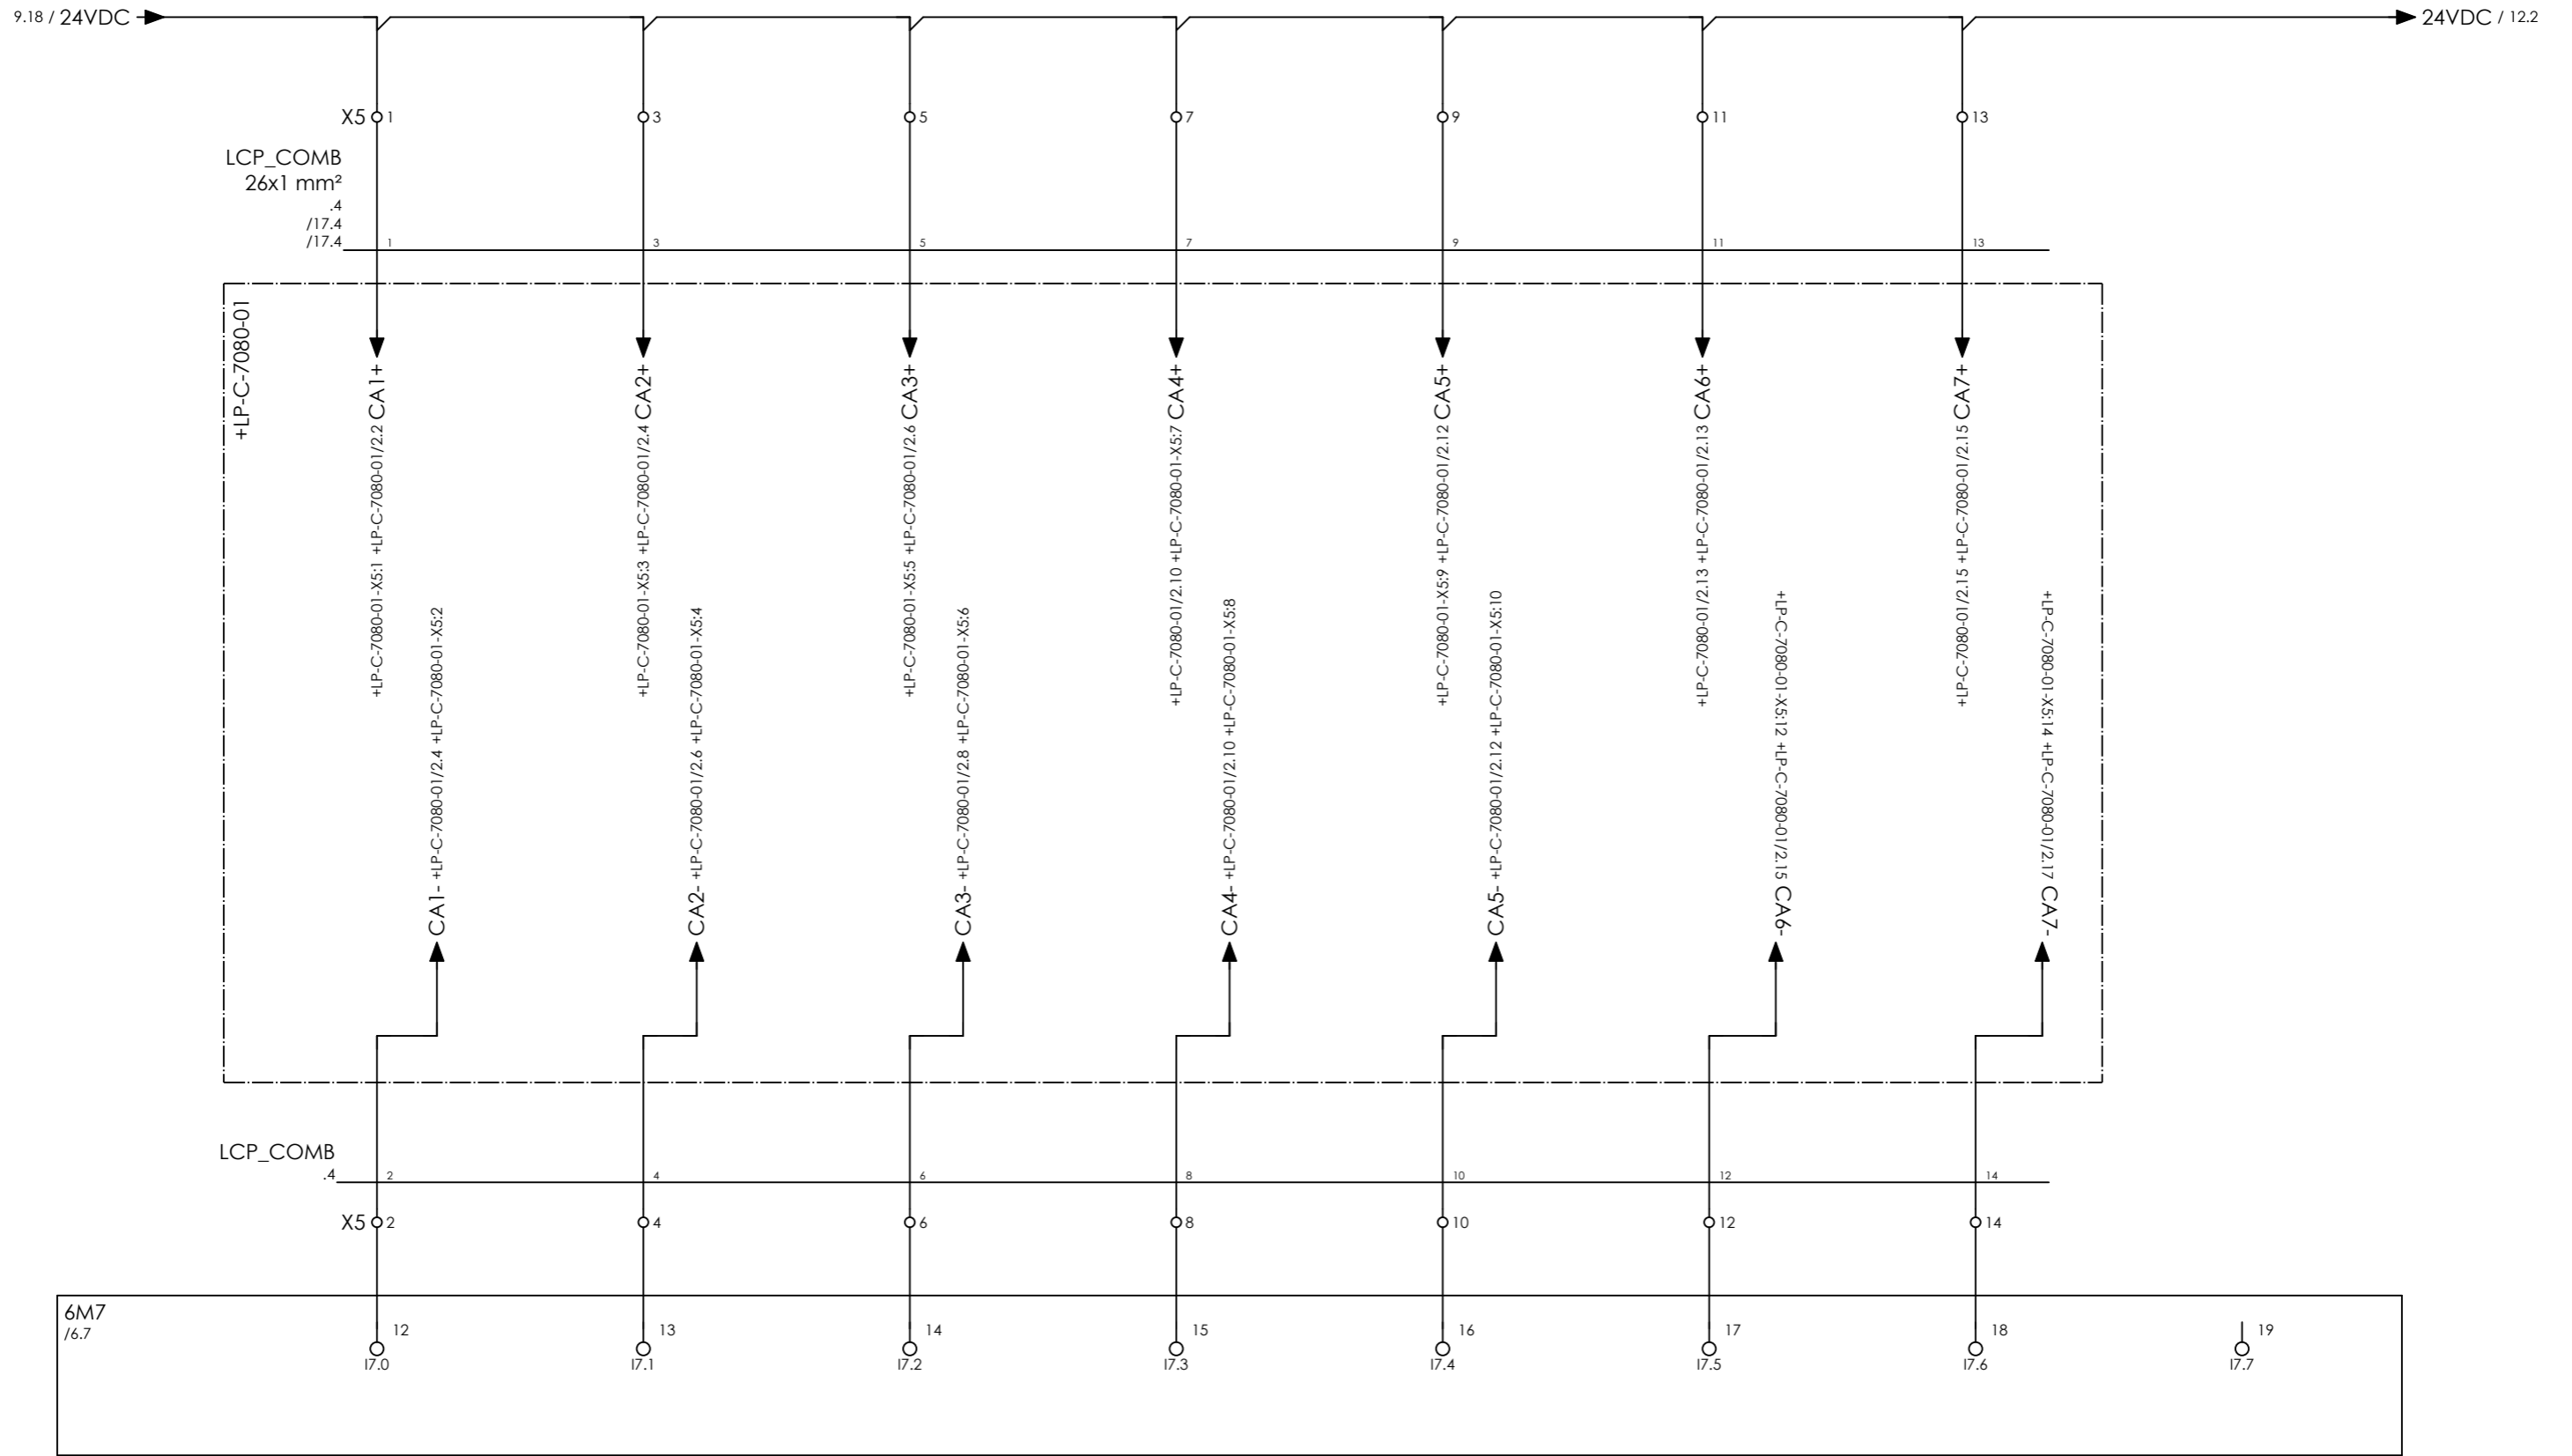 9.18 / 24VDC
24VDC / 12.2
X5 1 3 5 7 9 11 13
LCP_COMB
26x1 mm²
.4
/17.4
/17.4
1 3 5 7 9 11 13
+LP-C-7080-01
+LP-C-7080-01-X5:1 +LP-C-7080-01/2.2 CA1+
+LP-C-7080-01-X5:3 +LP-C-7080-01/2.4 CA2+
+LP-C-7080-01-X5:5 +LP-C-7080-01/2.6 CA3+
+LP-C-7080-01/2.10 +LP-C-7080-01-X5:7 CA4+
+LP-C-7080-01-X5:9 +LP-C-7080-01/2.12 CA5+
+LP-C-7080-01/2.13 +LP-C-7080-01/2.13 CA6+
+LP-C-7080-01/2.15 +LP-C-7080-01/2.15 CA7+
CA1- +LP-C-7080-01/2.4 +LP-C-7080-01-X5:2
CA2- +LP-C-7080-01/2.6 +LP-C-7080-01-X5:4
CA3- +LP-C-7080-01/2.8 +LP-C-7080-01-X5:6
CA4- +LP-C-7080-01/2.10 +LP-C-7080-01-X5:8
CA5- +LP-C-7080-01/2.12 +LP-C-7080-01-X5:10
+LP-C-7080-01-X5:12 +LP-C-7080-01/2.15 CA6-
+LP-C-7080-01-X5:14 +LP-C-7080-01/2.17 CA7-
LCP_COMB
.4
2 4 6 8 10 12 14
X5 2 4 6 8 10 12 14
6M7
/6.7
12 13 14 15 16 17 18 19
I7.0 I7.1 I7.2 I7.3 I7.4 I7.5 I7.6 I7.7